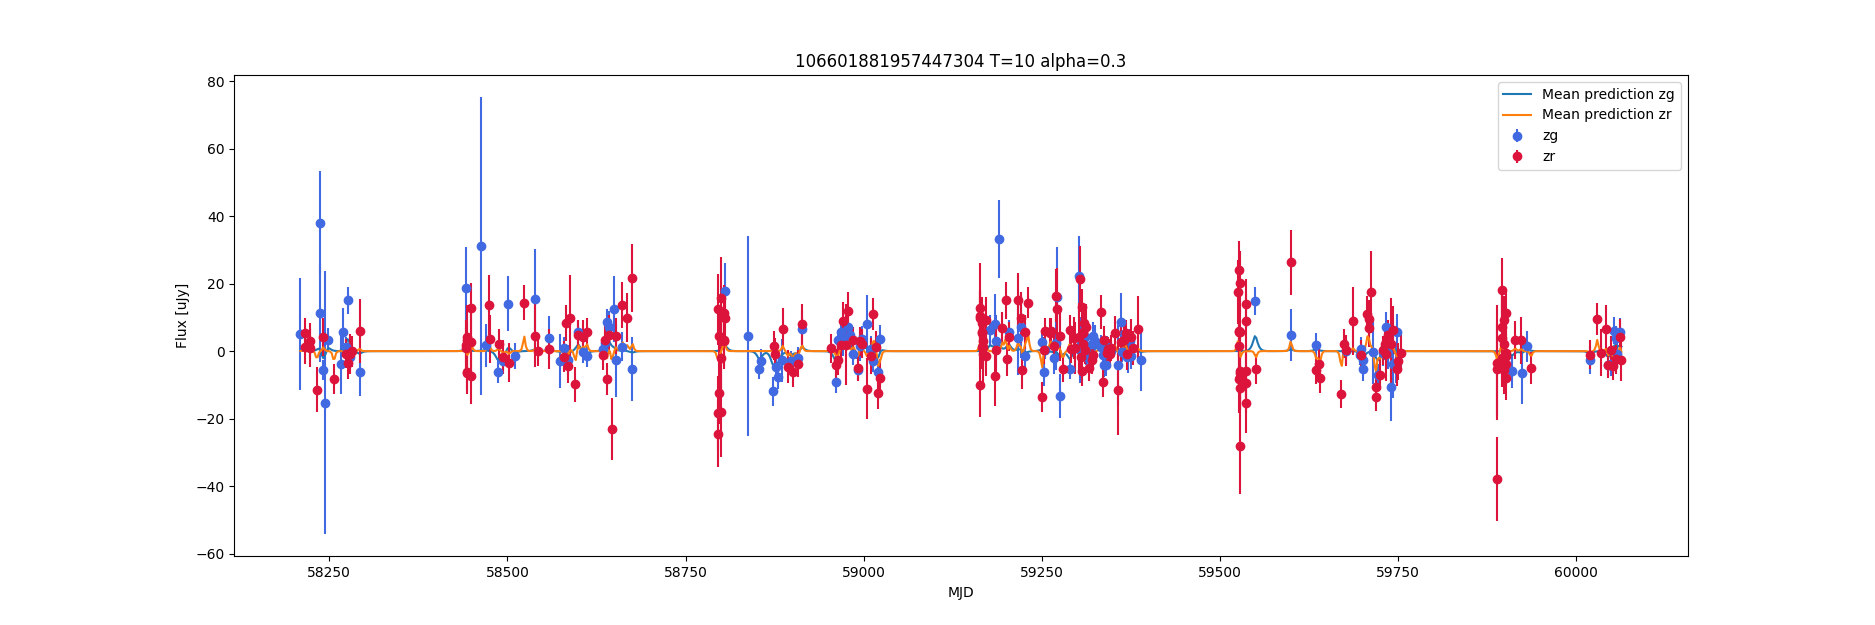 106601881957447304 T=10 alpha=0.3
80
60
40
20
0
−20
−40
−60
Flux [uJy]
58250
58500
58750
59000
59250
59500
59750
60000
MJD
Mean prediction zg
Mean prediction zr
zg
zr